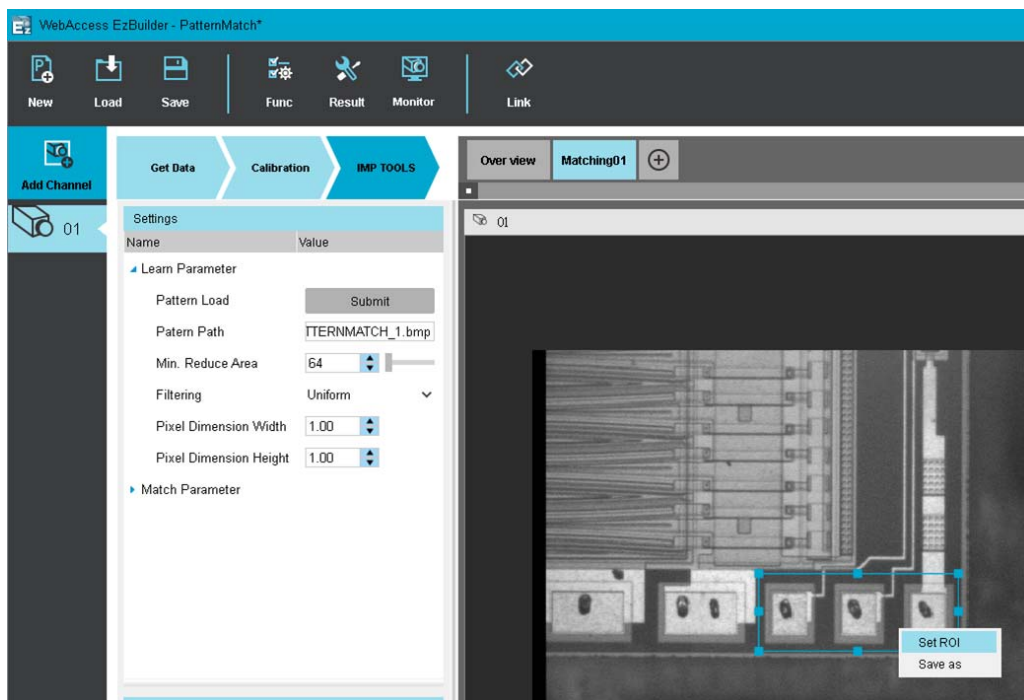 WebAccess EzBuilder - PatternMatch*
New Load Save Func Result Monitor Link
Add Channel
01
Get Data Calibration IMP TOOLS
Settings
Name Value
Learn Parameter
Pattern Load Submit
Patern Path TTERNMATCH_1.bmp
Min. Reduce Area 64
Filtering Uniform
Pixel Dimension Width 1.00
Pixel Dimension Height 1.00
Match Parameter
Over view Matching01
01
Set ROI
Save as